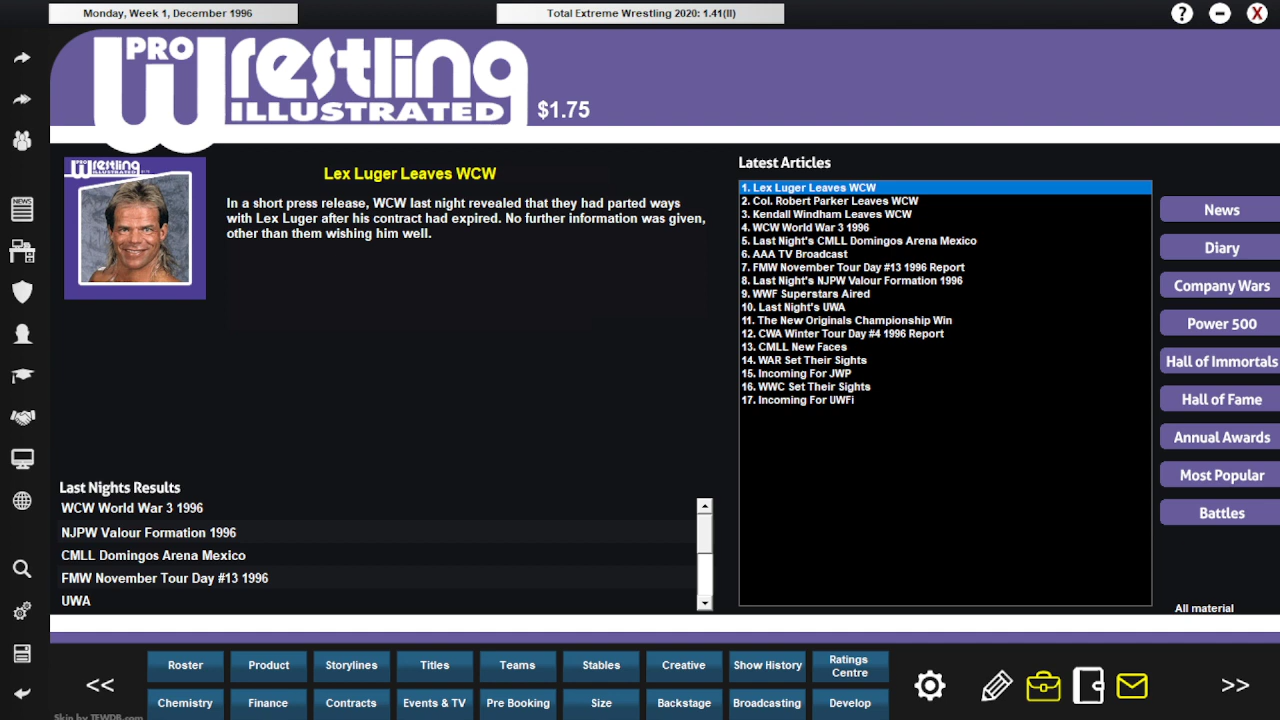 Monday, Week 1, December 1996
Total Extreme Wrestling 2020: 1.41(II)
?
X
PRO
Wrestling
ILLUSTRATED
$1.75
PRO
Wrestling
Lex Luger Leaves WCW
In a short press release, WCW last night revealed that they had parted ways
with Lex Luger after his contract had expired. No further information was given,
other than them wishing him well.
Latest Articles
1. Lex Luger Leaves WCW
2. Col. Robert Parker Leaves WCW
3. Kendall Windham Leaves WCW
4. WCW World War 3 1996
5. Last Night's CMLL Domingos Arena Mexico
6. AAA TV Broadcast
7. FMW November Tour Day #13 1996 Report
8. Last Night's NJPW Valour Formation 1996
9. WWF Superstars Aired
10. Last Night's UWA
11. The New Originals Championship Win
12. CWA Winter Tour Day #4 1996 Report
13. CMLL New Faces
14. WAR Set Their Sights
15. Incoming For JWP
16. WWC Set Their Sights
17. Incoming For UWFi
News
Diary
Company Wars
Power 500
Hall of Immortals
Hall of Fame
Annual Awards
Most Popular
Battles
All material
NEWS
Last Nights Results
WCW World War 3 1996
NJPW Valour Formation 1996
CMLL Domingos Arena Mexico
FMW November Tour Day #13 1996
UWA
<<
Roster
Product
Storylines
Titles
Teams
Stables
Creative
Show History
Ratings
Centre
Chemistry
Finance
Contracts
Events & TV
Pre Booking
Size
Backstage
Broadcasting
Develop
>>
Skin by TEWDB.com